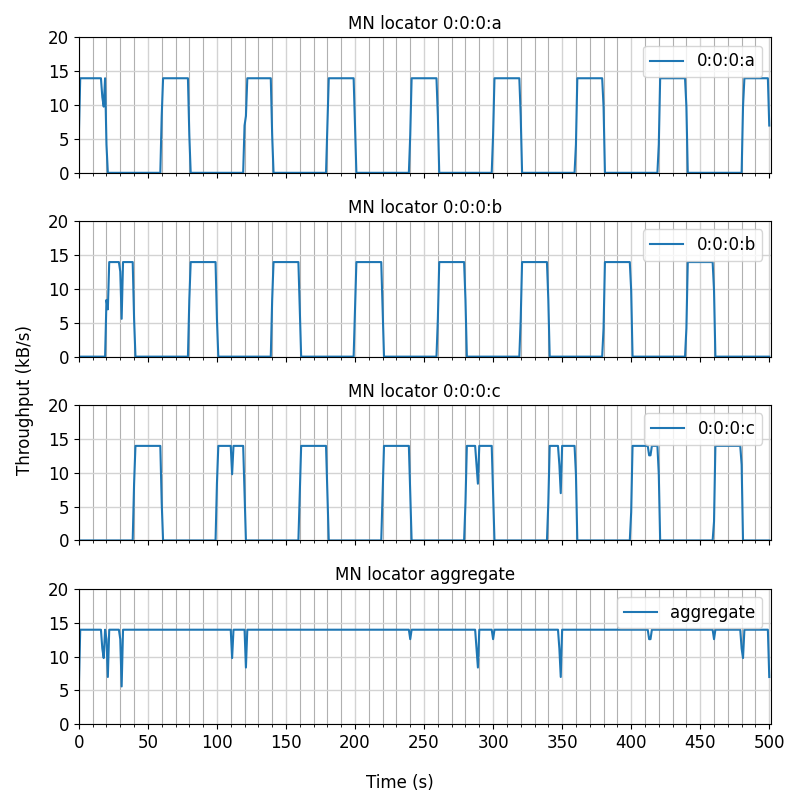 MN locator 0:0:0:a
20
15
10
5
0
0:0:0:a
MN locator 0:0:0:b
20
15
10
5
0
0:0:0:b
Throughput (kB/s)
MN locator 0:0:0:c
20
15
10
5
0
0:0:0:c
MN locator aggregate
20
15
10
5
0
aggregate
0 50 100 150 200 250 300 350 400 450 500
Time (s)